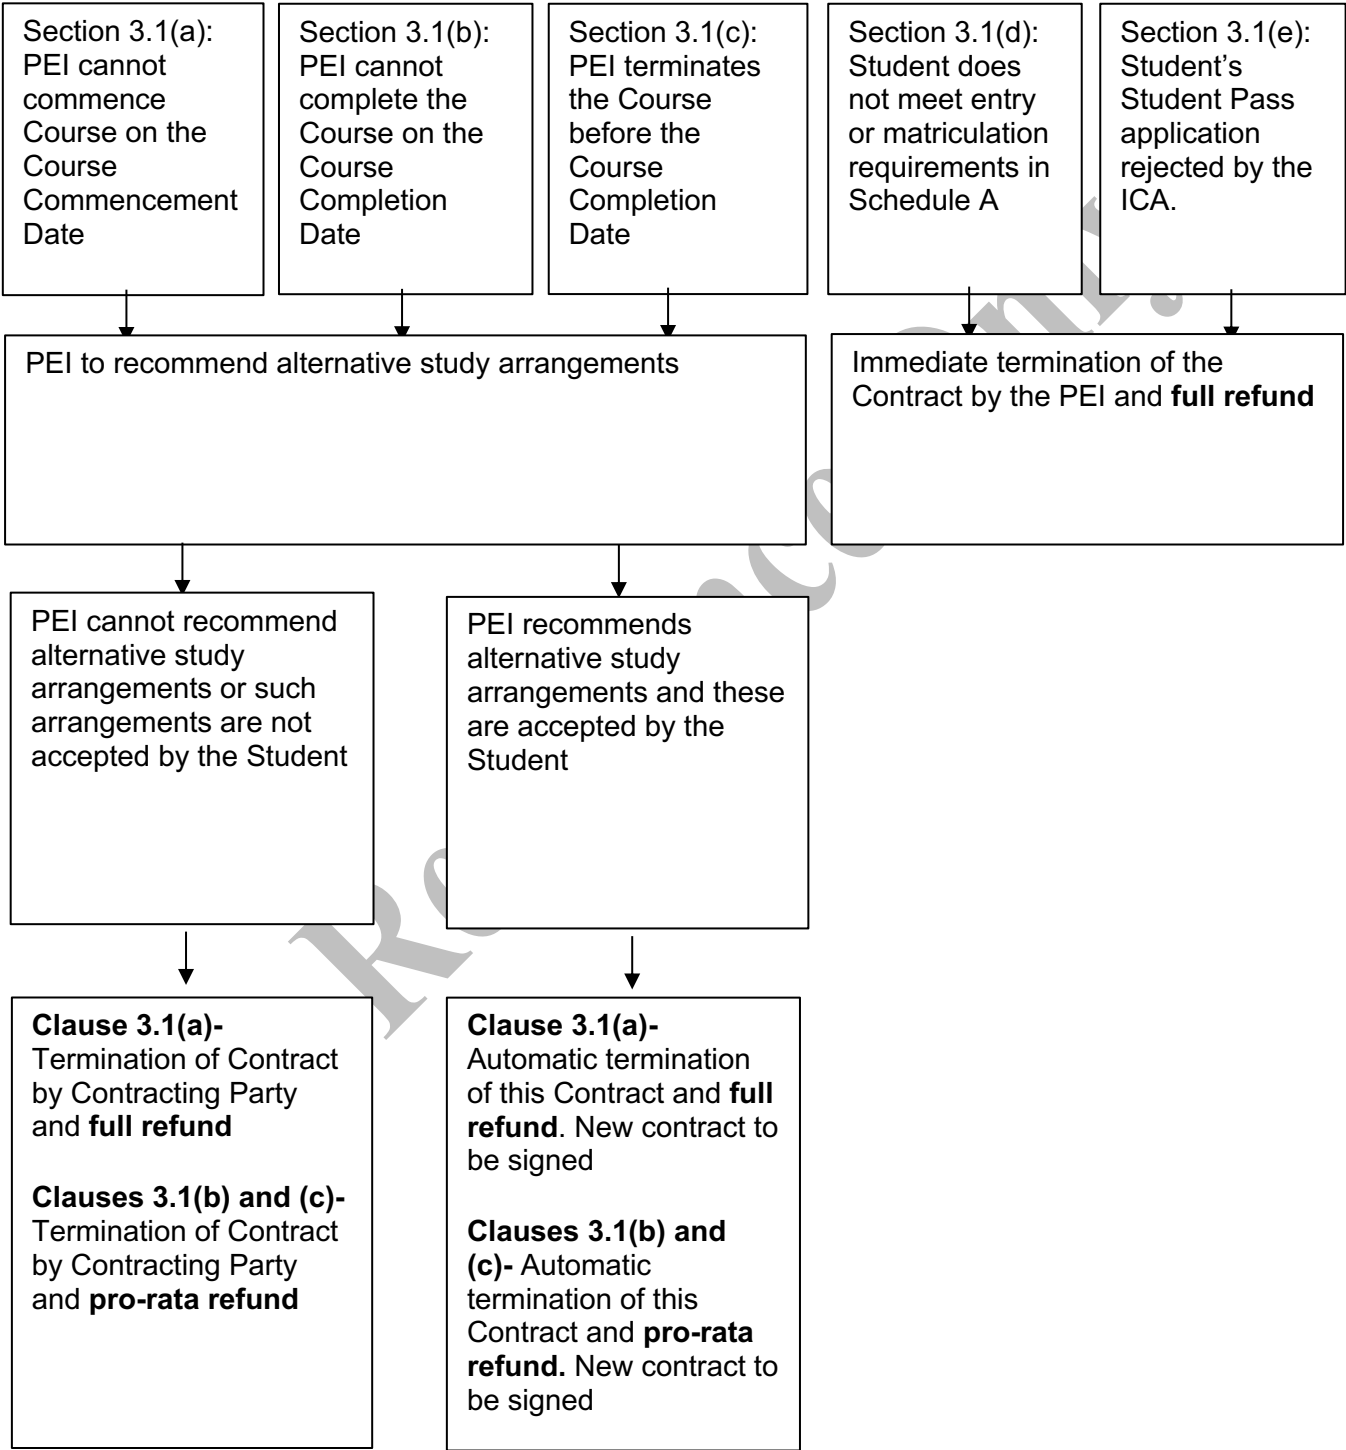 Section 3.1(a):
PEI cannot
commence
Course on the
Course
Commencement
Date
Section 3.1(b):
PEI cannot
complete the
Course on the
Course
Completion
Date
Section 3.1(c):
PEI terminates
the Course
before the
Course
Completion
Date
Section 3.1(d):
Student does
not meet entry
or matriculation
requirements in
Schedule A
Section 3.1(e):
Student’s
Student Pass
application
rejected by the
ICA.
PEI to recommend alternative study arrangements
Immediate termination of the
Contract by the PEI and full refund
PEI cannot recommend
alternative study
arrangements or such
arrangements are not
accepted by the Student
PEI recommends
alternative study
arrangements and these
are accepted by the
Student
Clause 3.1(a)-
Termination of Contract
by Contracting Party
and full refund
Clauses 3.1(b) and (c)-
Termination of Contract
by Contracting Party
and pro-rata refund
Clause 3.1(a)-
Automatic termination
of this Contract and full
refund. New contract to
be signed
Clauses 3.1(b) and
(c)- Automatic
termination of this
Contract and pro-rata
refund. New contract to
be signed